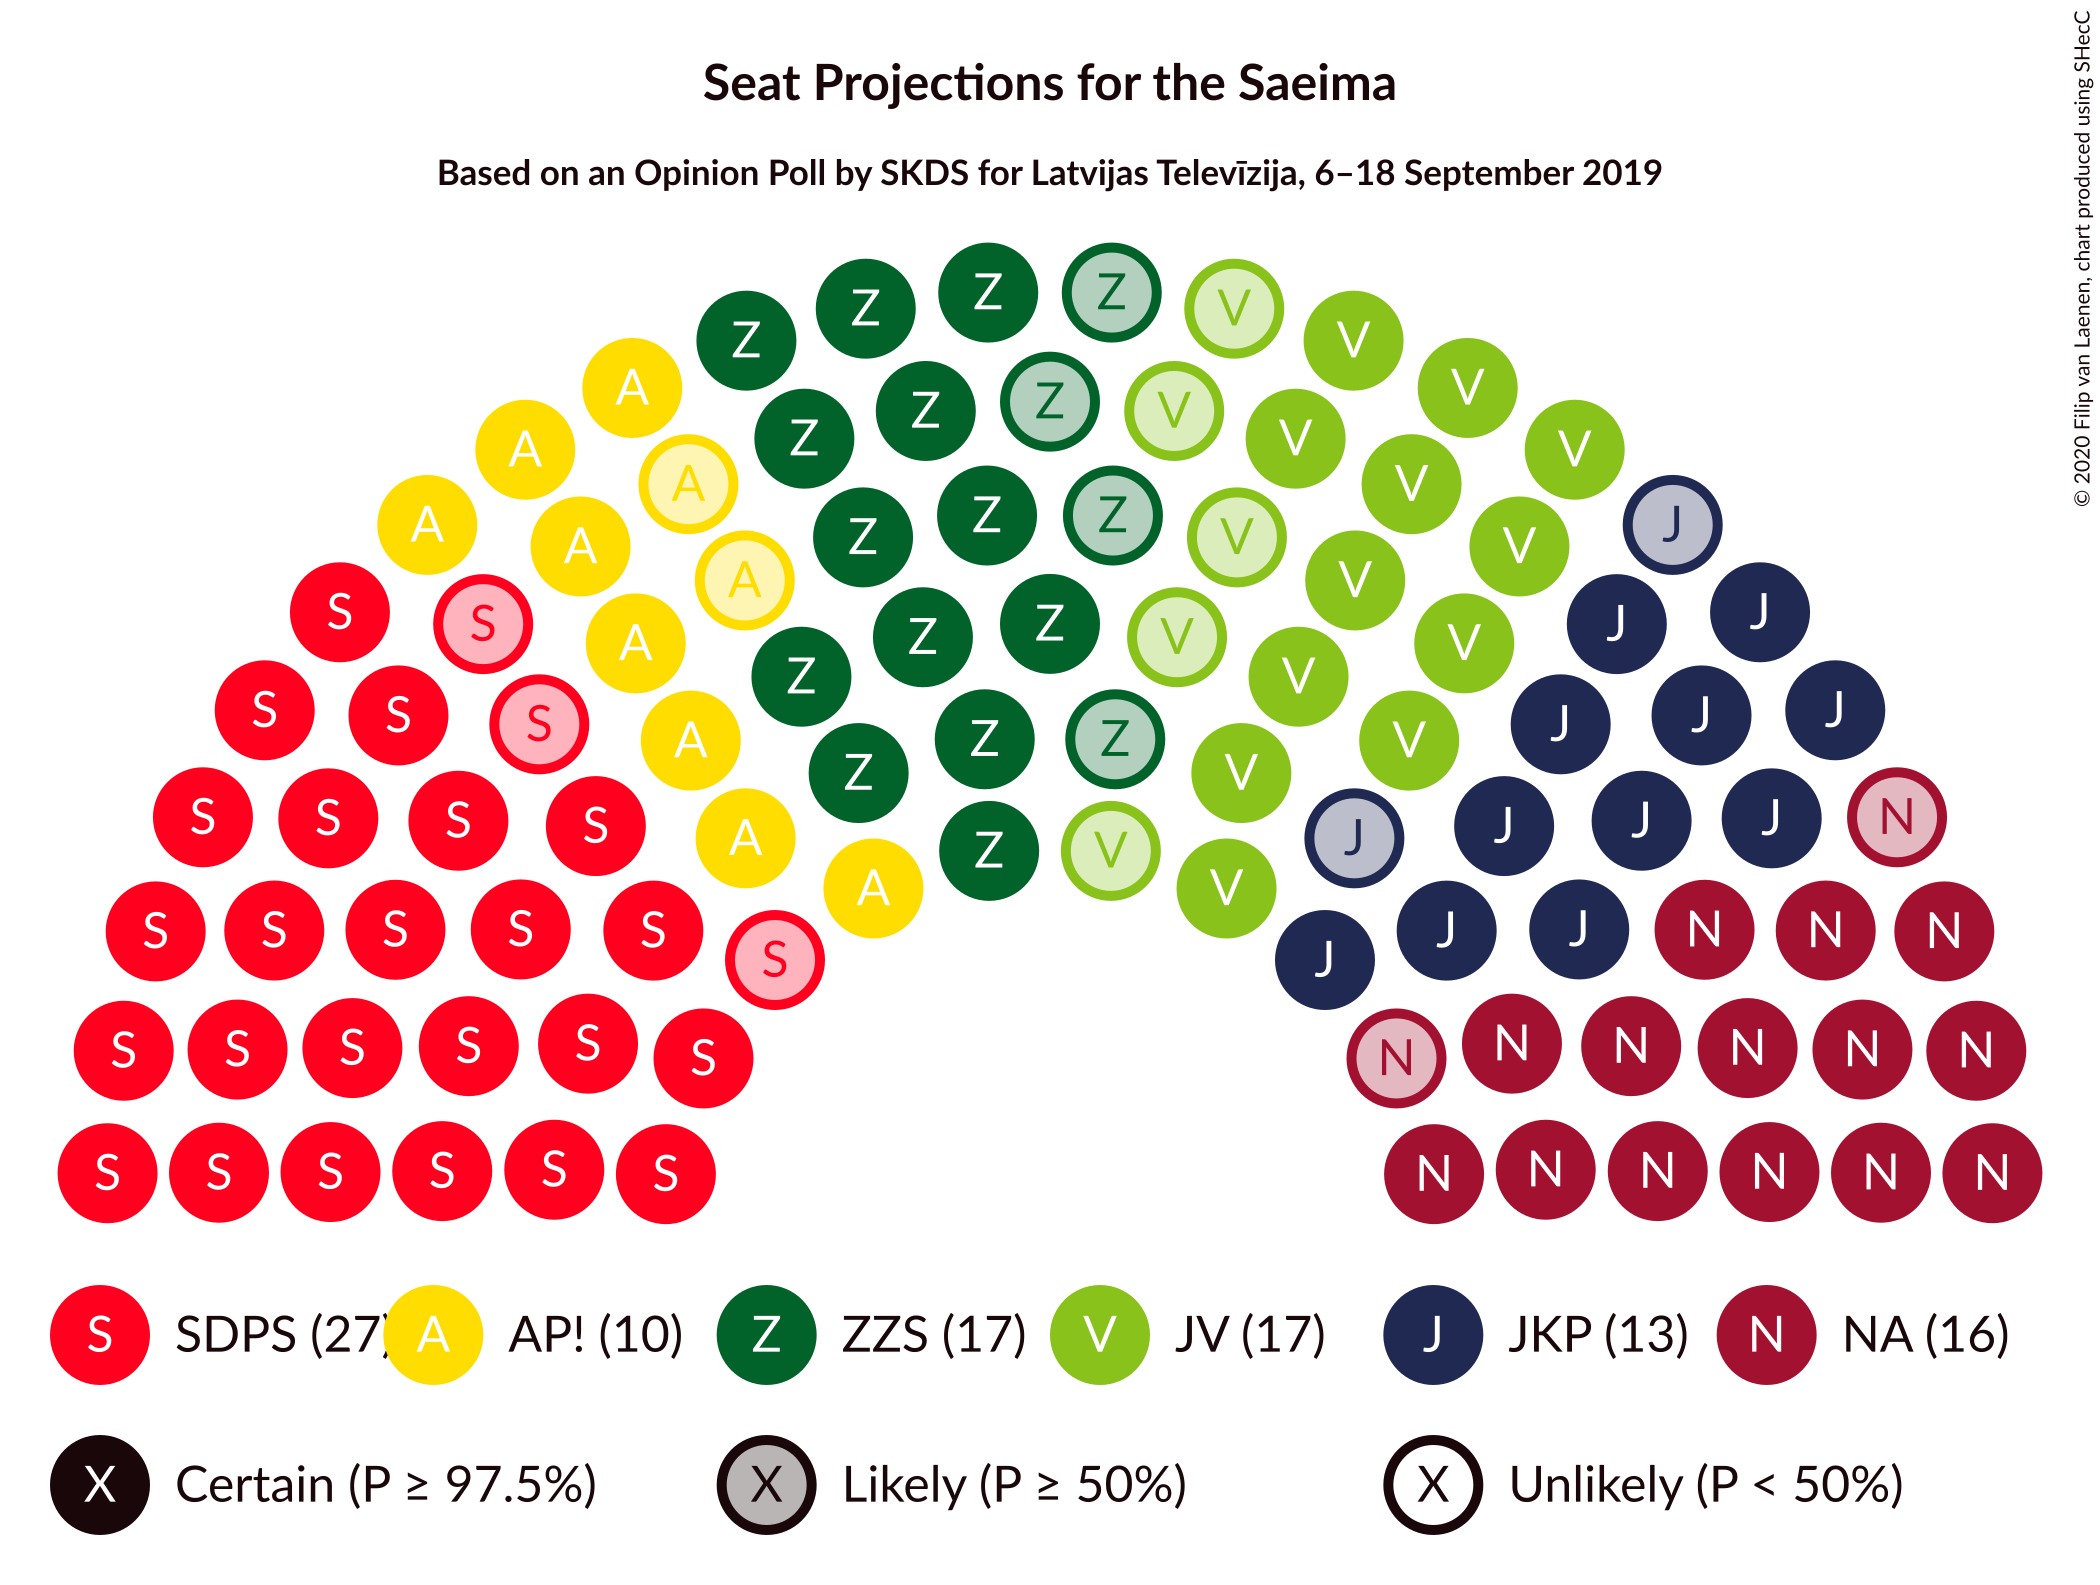 Seat Projections for the Saeima
Based on an Opinion Poll by SKDS for Latvijas Televīzija, 6–18 September 2019
© 2020 Filip van Laenen, chart produced using SHecC
Z Z Z Z V V
A Z Z V V
A Z Z Z V V V
A A Z Z V V J
A A Z Z V V
S S A Z Z V V J J
S S S A Z Z Z V V J J J
S S S S A Z V J J J J N
S S S S S S A V J J J N N N
S S S S S S N N N N N N
S S S S S S N N N N N N
S SDPS (27) A AP! (10) Z ZZS (17) V JV (17) J JKP (13) N NA (16)
X Certain (P ≥ 97.5%) X Likely (P ≥ 50%) X Unlikely (P < 50%)